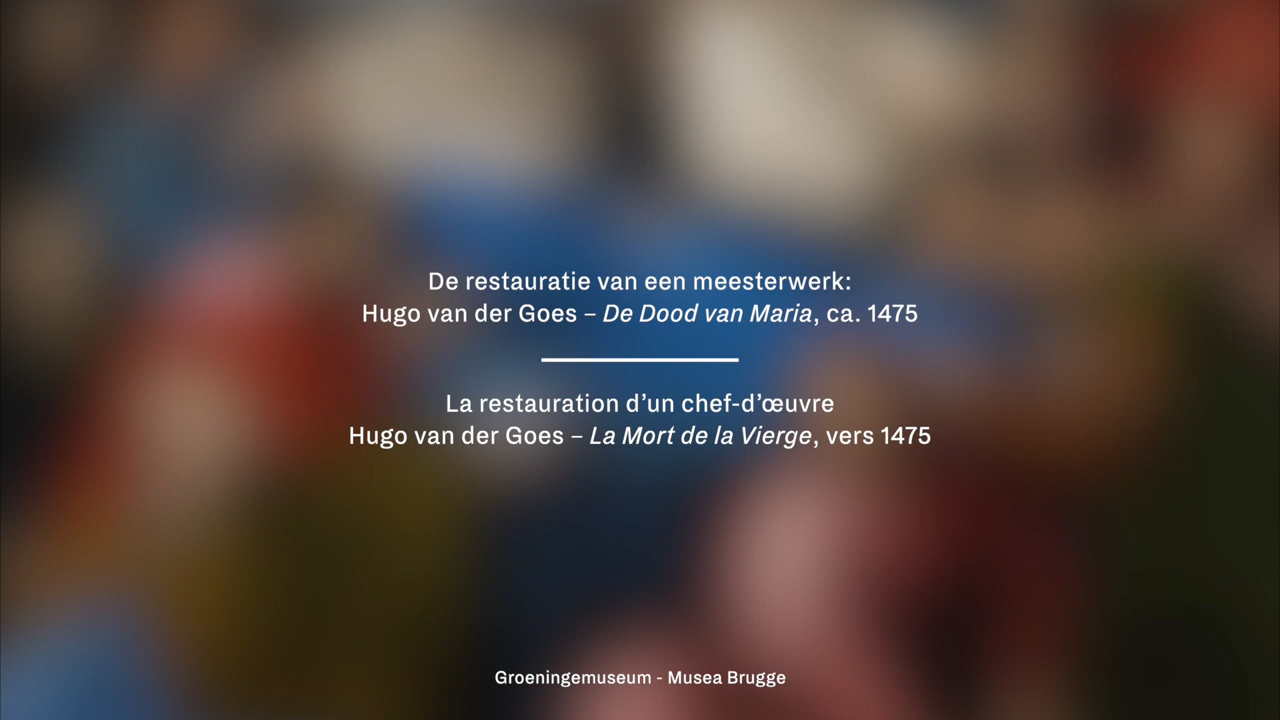 De restauratie van een meesterwerk:
Hugo van der Goes – De Dood van Maria, ca. 1475
La restauration d’un chef-d’œuvre
Hugo van der Goes – La Mort de la Vierge, vers 1475
Groeningemuseum - Musea Brugge